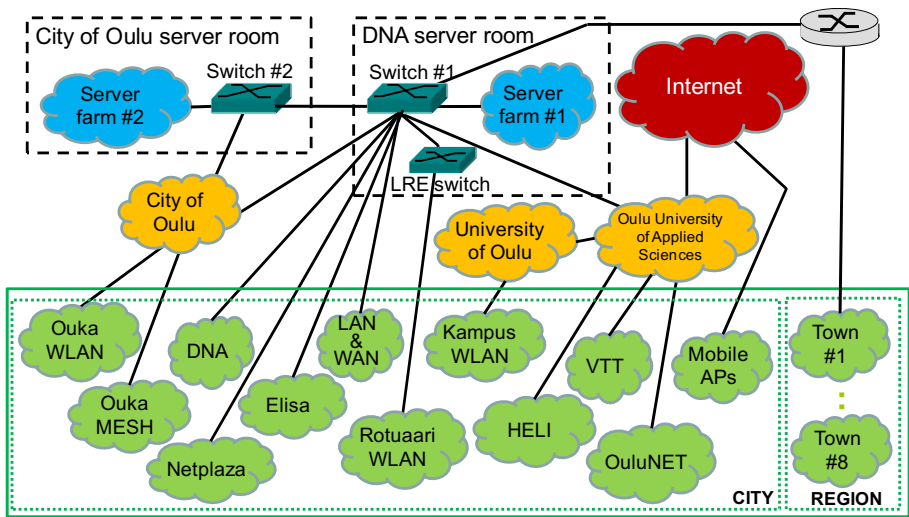 City of Oulu server room
DNA server room
Switch #2
Switch #1
Server
farm #2
Server
farm #1
Internet
LRE switch
City of
Oulu
University
of Oulu
Oulu University
of Applied
Sciences
Ouka
WLAN
DNA
LAN
&
WAN
Kampus
WLAN
VTT
Mobile
APs
Town
#1
Ouka
MESH
Elisa
Netplaza
Rotuaari
WLAN
HELI
OuluNET
Town
#8
CITY
REGION